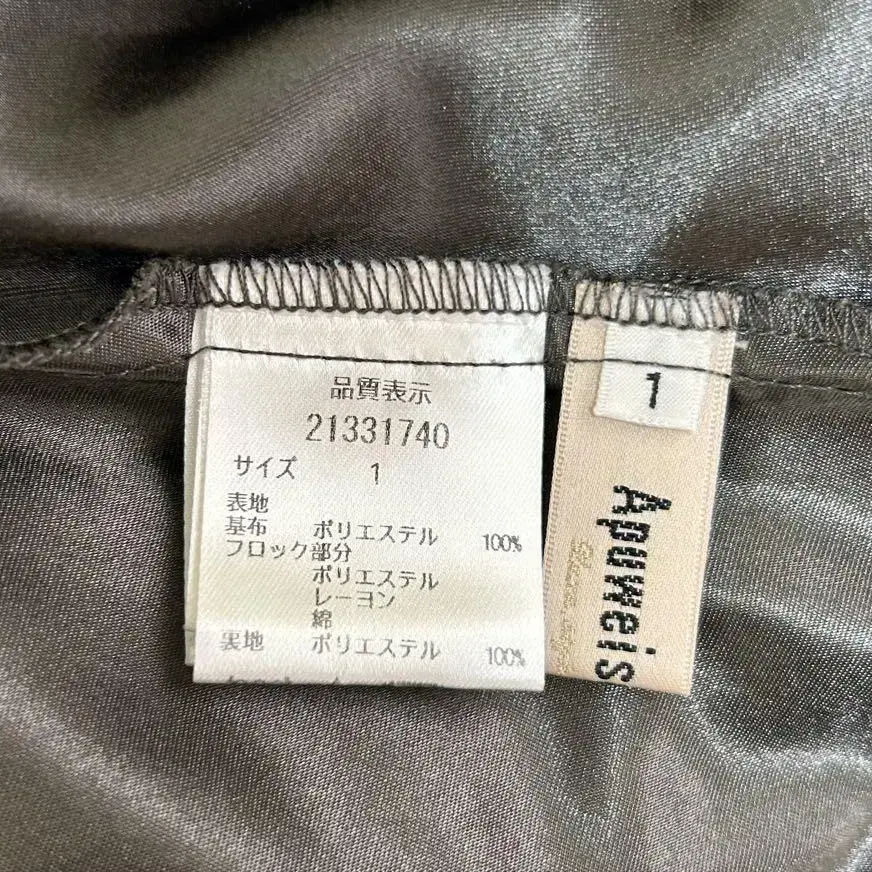 品質表示
21331740
サイズ 1
表地
基布 ポリエステル 100%
フロック部分
ポリエステル
レーヨン
綿
裏地 ポリエステル 100%
1
Apuweis